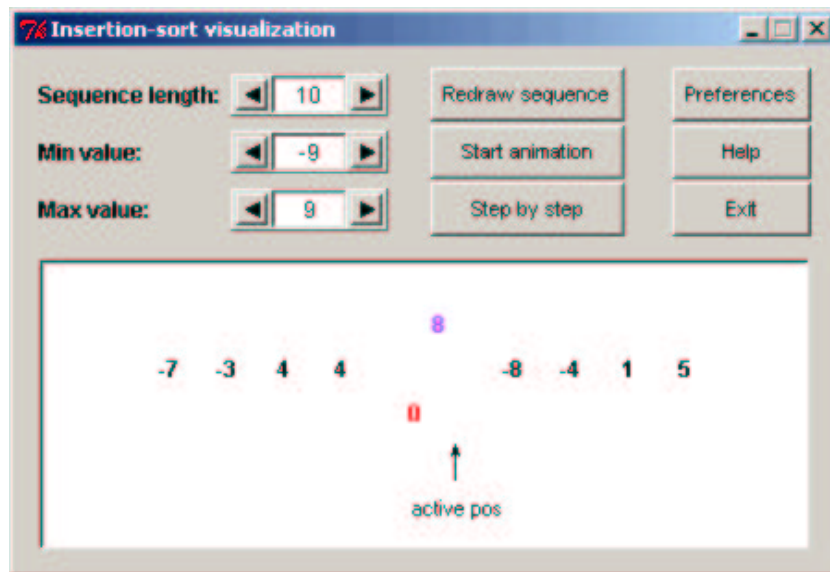 Insertion-sort visualization
Sequence length: 10 Redraw sequence Preferences
Min value: -9 Start animation Help
Max value: 9 Step by step Exit
8
-7 -3 4 4 -8 -4 1 5
0
active pos